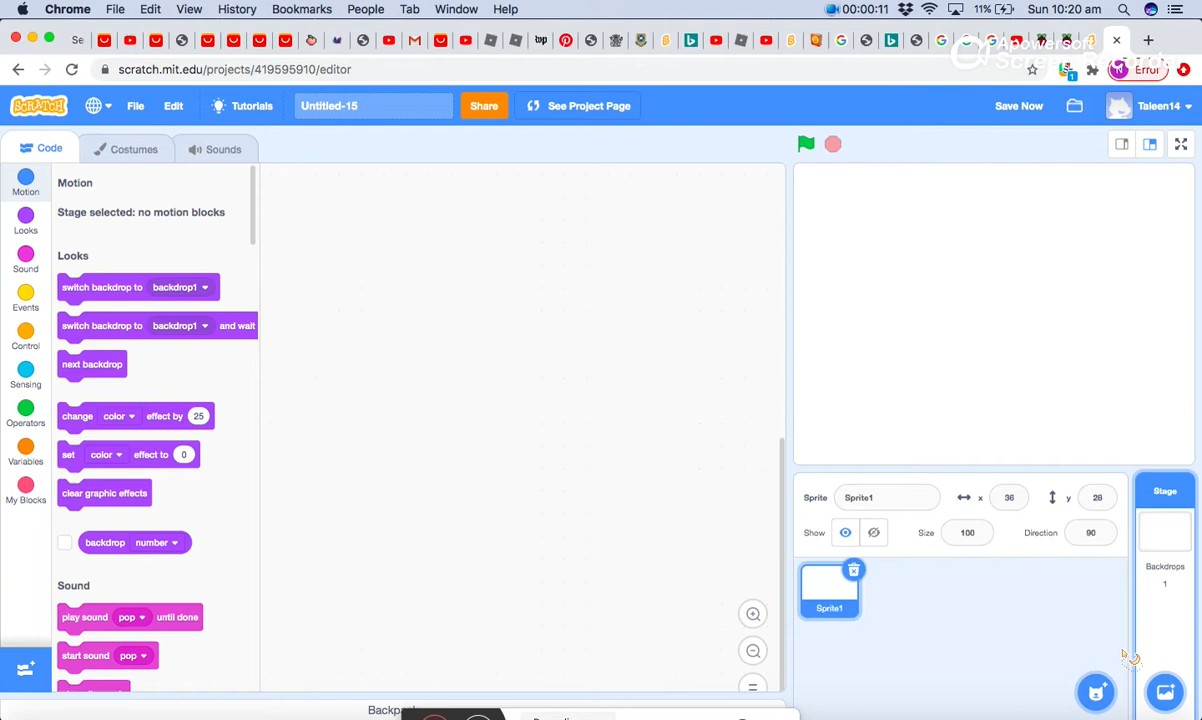 Chrome File Edit View History Bookmarks People Tab Window Help 00:00:11 11% Sun 10:20 am
Se
Apowersoft
scratch.mit.edu/projects/419595910/editor N Error
SCRATCH File Edit Tutorials Untitled-15 Share See Project Page Save Now Taleen14
Code Costumes Sounds
Motion
Looks
Sound
Events
Control
Sensing
Operators
Variables
My Blocks
Motion
Stage selected: no motion blocks
Looks
switch backdrop to backdrop1
switch backdrop to backdrop1 and wait
next backdrop
change color effect by 25
set color effect to 0
clear graphic effects
backdrop number
Sound
play sound pop until done
start sound pop
Sprite Sprite1 x 36 y 28
Show Size 100 Direction 90
Sprite1
Stage
Backdrops
1